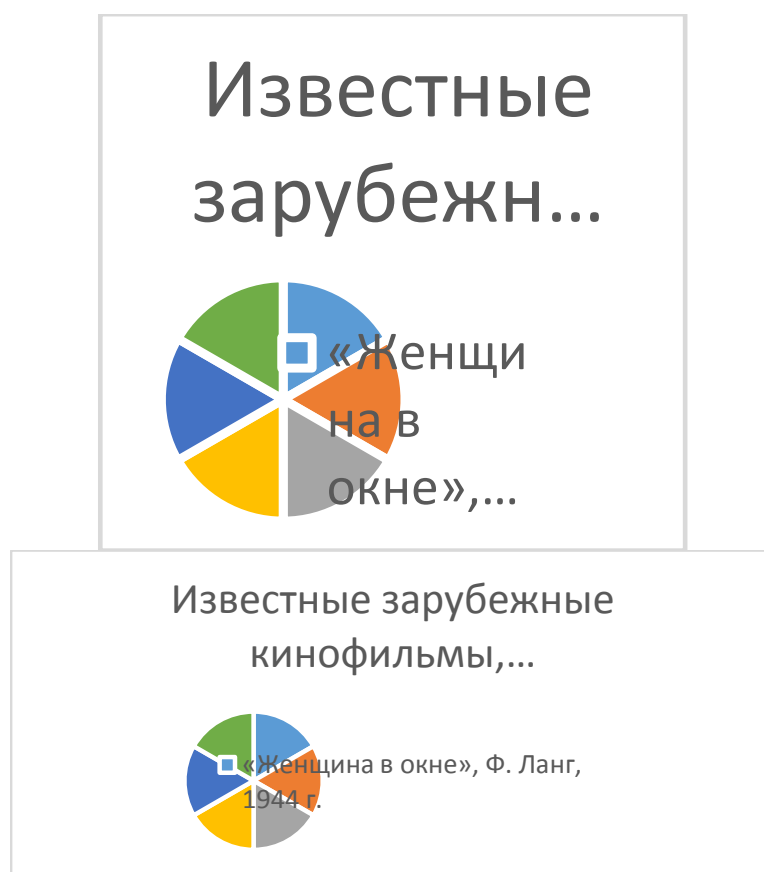 Известные
зарубежн...
«Женщи
на в
окне»,...
Известные зарубежные
кинофильмы,...
«Женщина в окне», Ф. Ланг,
1944 г.